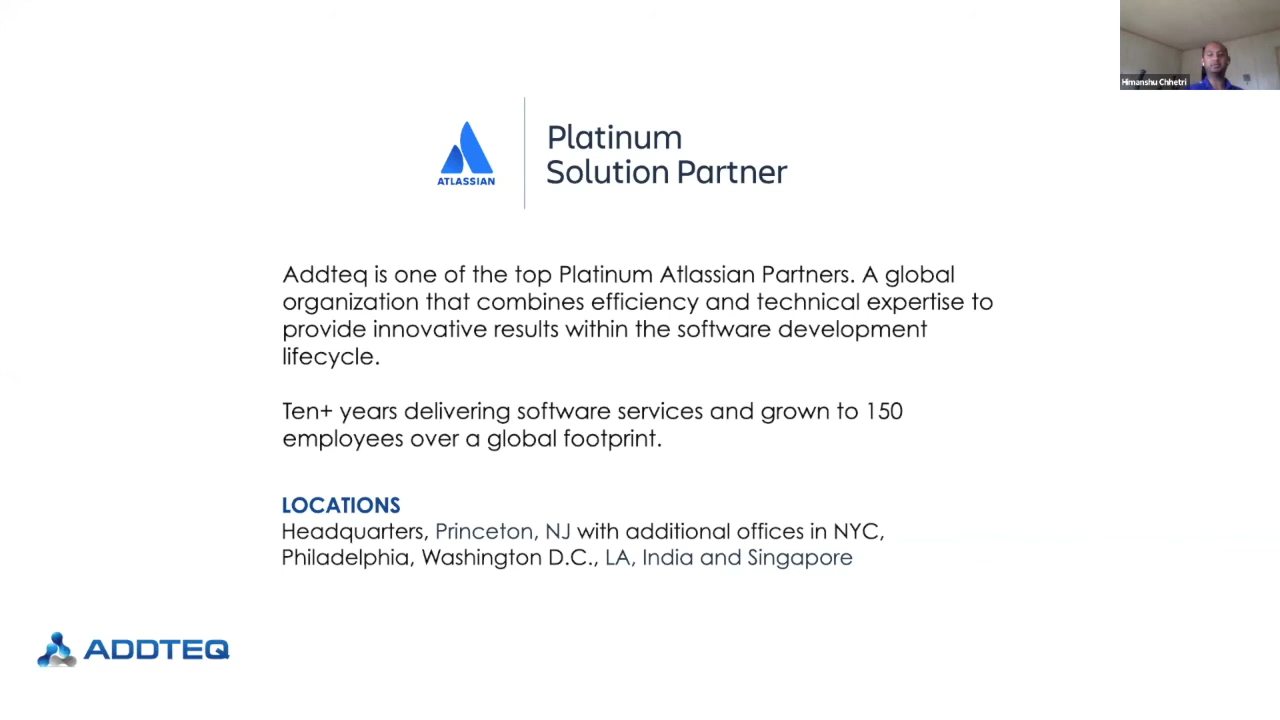 Himanshu Chhetri
ATLASSIAN
Platinum
Solution Partner
Addteq is one of the top Platinum Atlassian Partners. A global
organization that combines efficiency and technical expertise to
provide innovative results within the software development
lifecycle.
Ten+ years delivering software services and grown to 150
employees over a global footprint.
LOCATIONS
Headquarters, Princeton, NJ with additional offices in NYC,
Philadelphia, Washington D.C., LA, India and Singapore
ADDTEQ